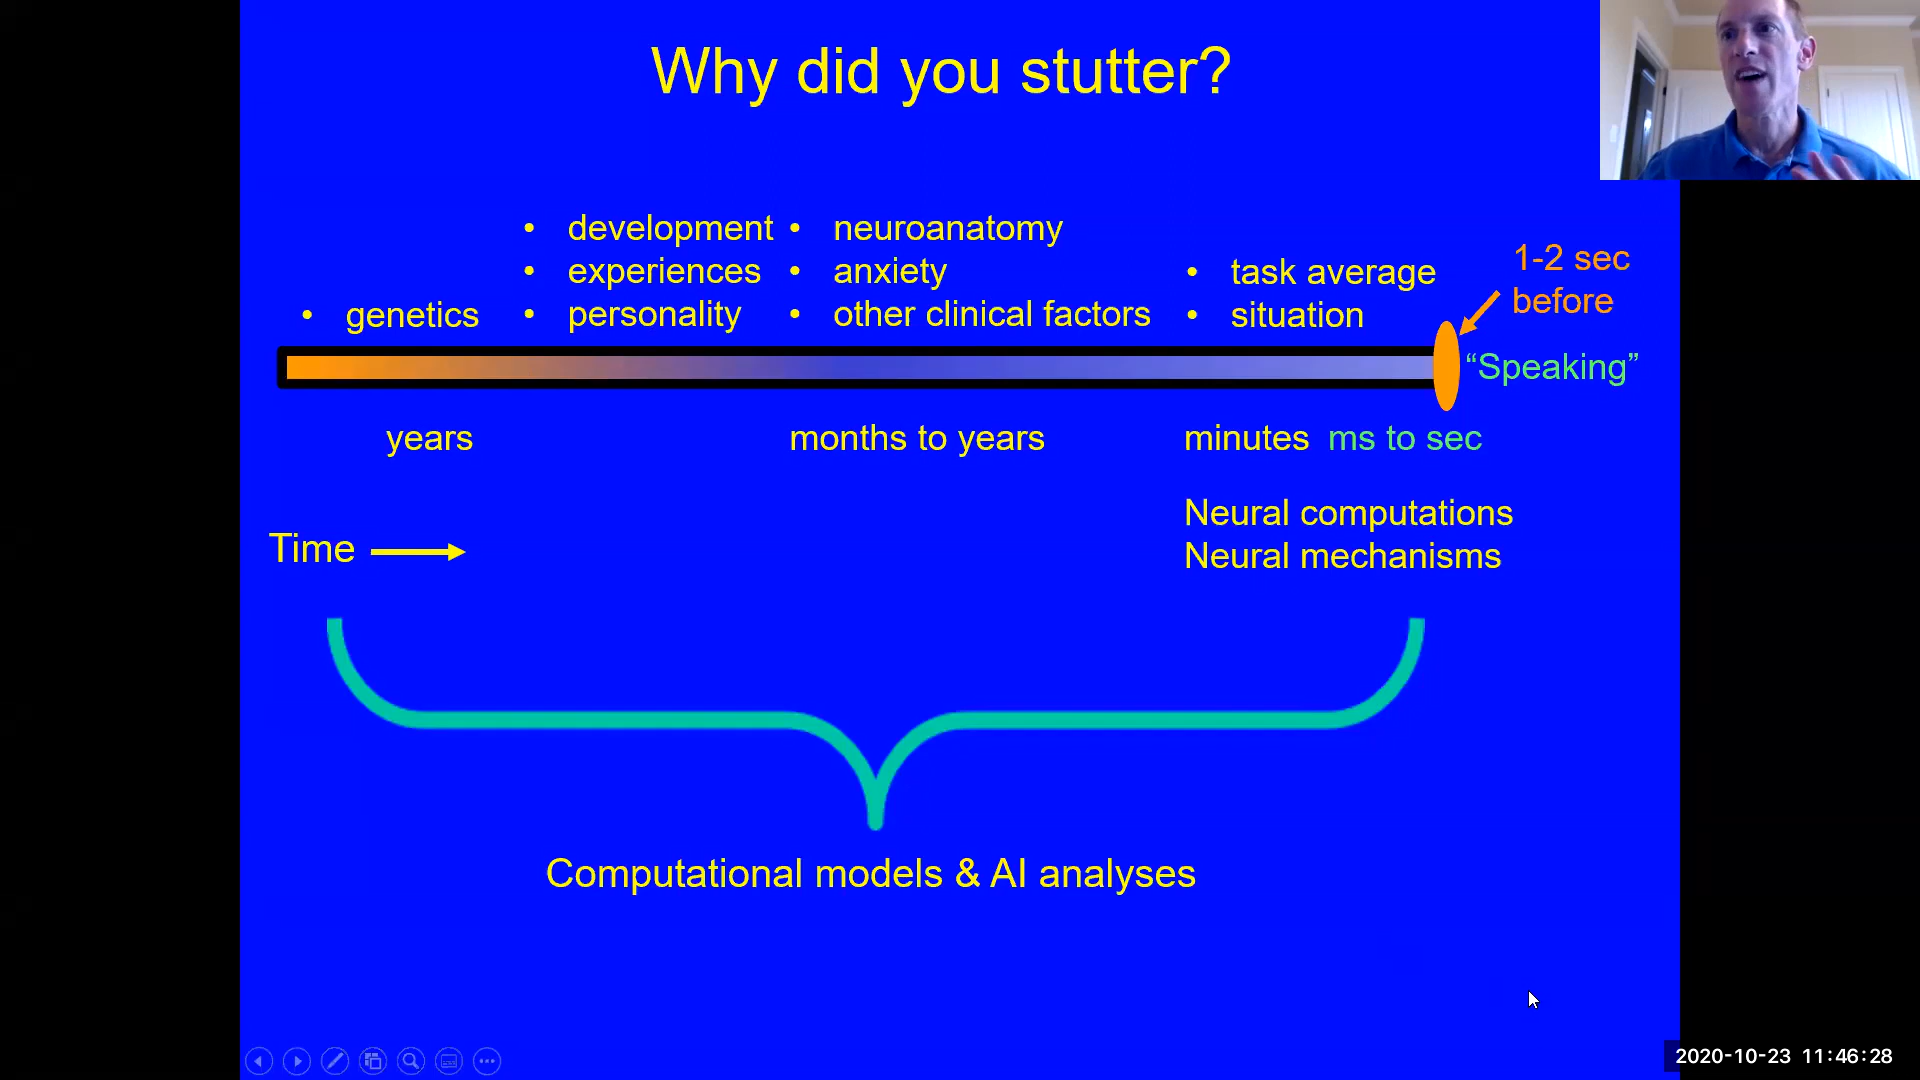 Why did you stutter?
• genetics
• development
• experiences
• personality
• neuroanatomy
• anxiety
• other clinical factors
• task average
• situation
1-2 sec
before
“Speaking”
years
months to years
minutes
ms to sec
Time
Neural computations
Neural mechanisms
Computational models & AI analyses
2020-10-23 11:46:28